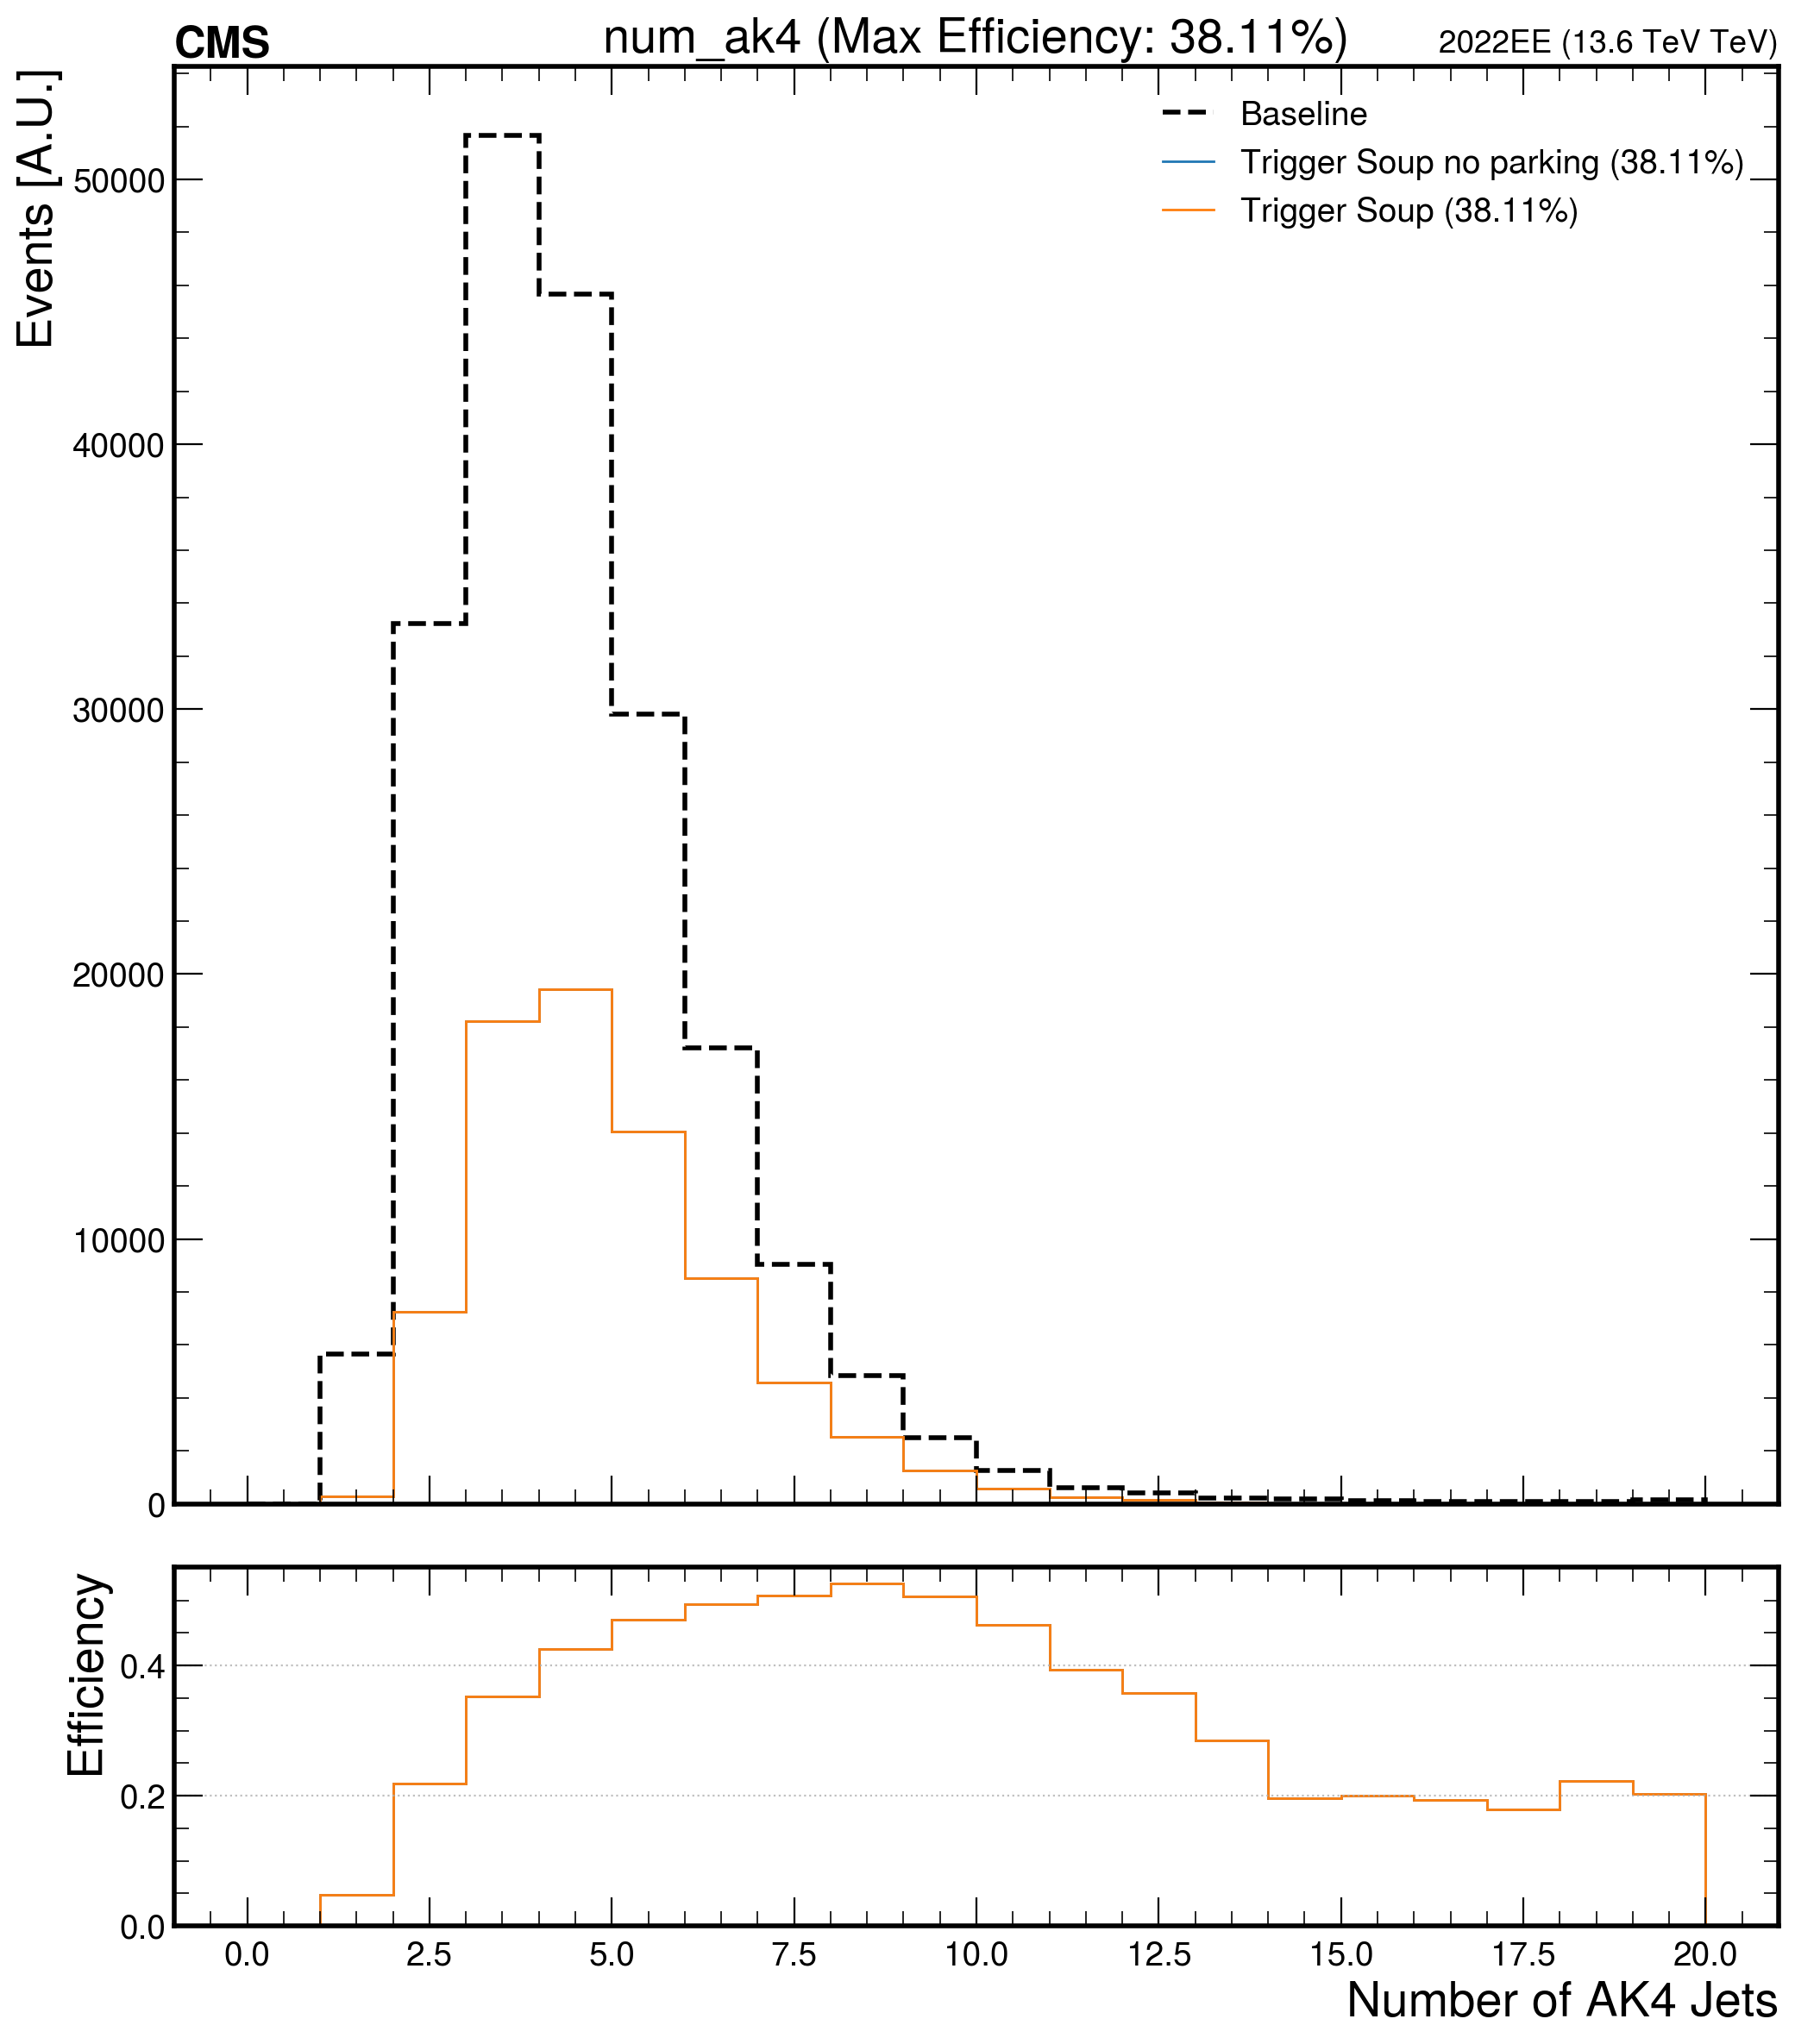 CMS num_ak4 (Max Efficiency: 38.11%) 2022EE (13.6 TeV TeV)
Events [A.U.]
Baseline
Trigger Soup no parking (38.11%)
Trigger Soup (38.11%)
50000
40000
30000
20000
10000
0
Efficiency
0.4
0.2
0.0
0.0 2.5 5.0 7.5 10.0 12.5 15.0 17.5 20.0
Number of AK4 Jets